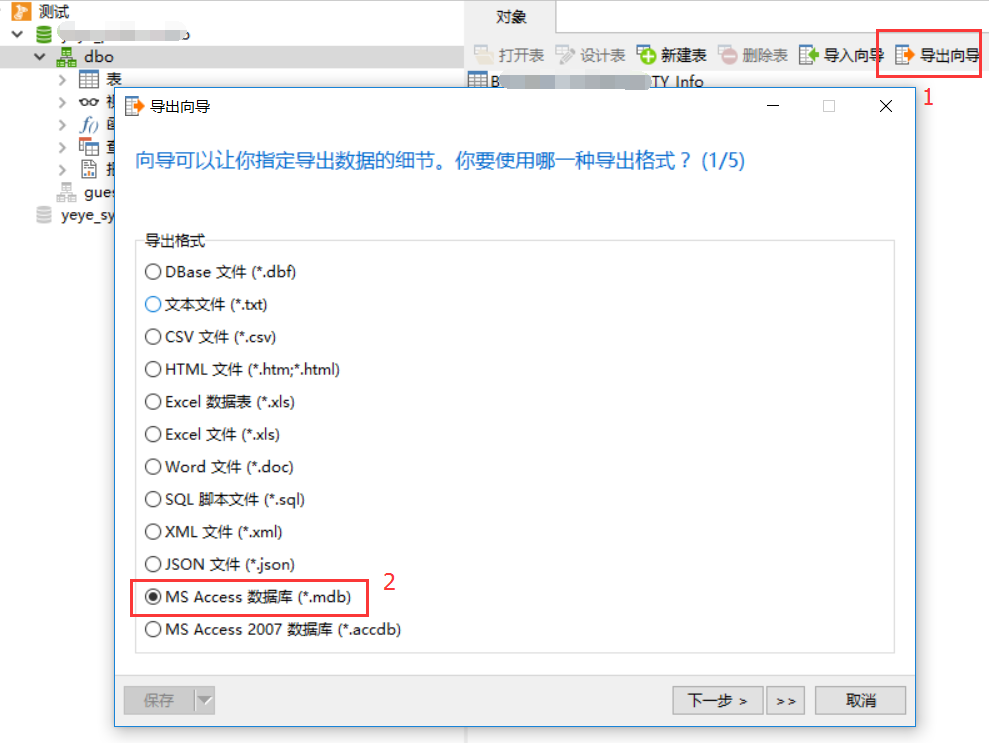 测试
对象
dbo
打开表 设计表 新建表 删除表 导入向导 导出向导
表
TY_Info
1
导出向导
f()
gues
yeye_sy
向导可以让你指定导出数据的细节。你要使用哪一种导出格式？ (1/5)
导出格式
DBase 文件 (*.dbf)
文本文件 (*.txt)
CSV 文件 (*.csv)
HTML 文件 (*.htm;*.html)
Excel 数据表 (*.xls)
Excel 文件 (*.xls)
Word 文件 (*.doc)
SQL 脚本文件 (*.sql)
XML 文件 (*.xml)
JSON 文件 (*.json)
MS Access 数据库 (*.mdb)
2
MS Access 2007 数据库 (*.accdb)
保存
下一步 >
>>
取消